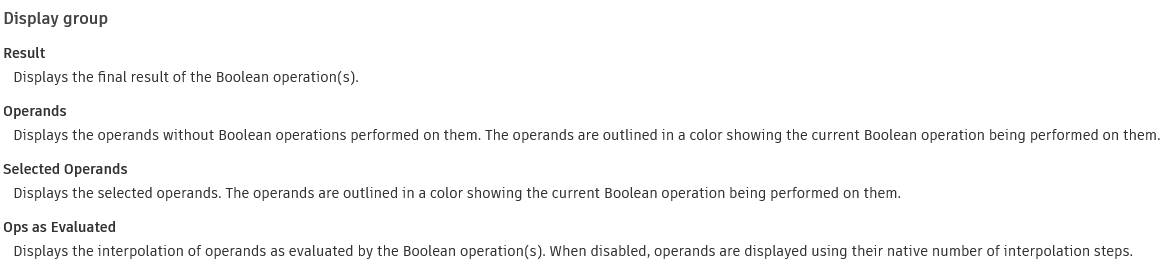 Display group
Result
Displays the final result of the Boolean operation(s).
Operands
Displays the operands without Boolean operations performed on them. The operands are outlined in a color showing the current Boolean operation being performed on them.
Selected Operands
Displays the selected operands. The operands are outlined in a color showing the current Boolean operation being performed on them.
Ops as Evaluated
Displays the interpolation of operands as evaluated by the Boolean operation(s). When disabled, operands are displayed using their native number of interpolation steps.